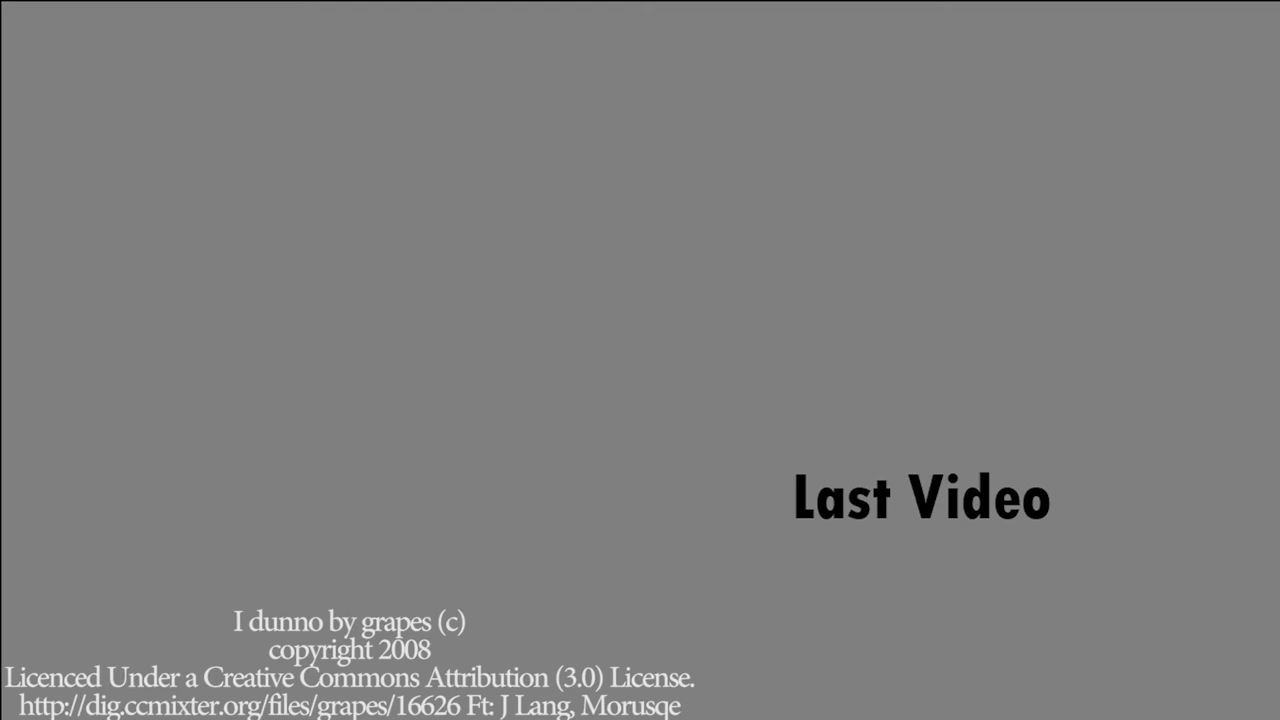 Last Video
I dunno by grapes (c)
copyright 2008
Licenced Under a Creative Commons Attribution (3.0) License.
http://dig.ccmixter.org/files/grapes/16626 Ft: J Lang, Morusqe